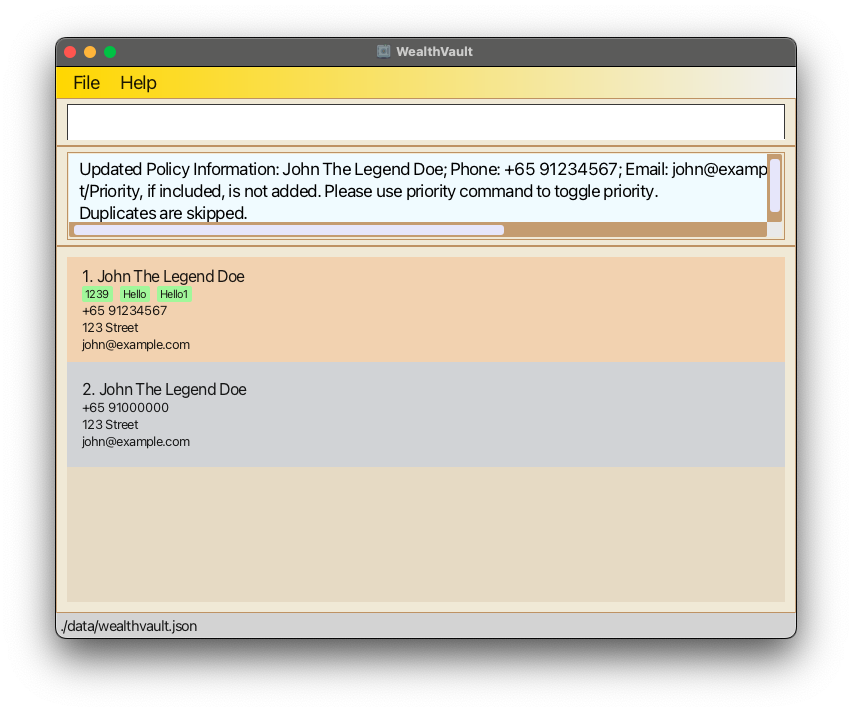 WealthVault
File Help
Updated Policy Information: John The Legend Doe; Phone: +65 91234567; Email: john@examp
t/Priority, if included, is not added. Please use priority command to toggle priority.
Duplicates are skipped.
1. John The Legend Doe
1239 Hello Hello1
+65 91234567
123 Street
john@example.com
2. John The Legend Doe
+65 91000000
123 Street
john@example.com
./data/wealthvault.json